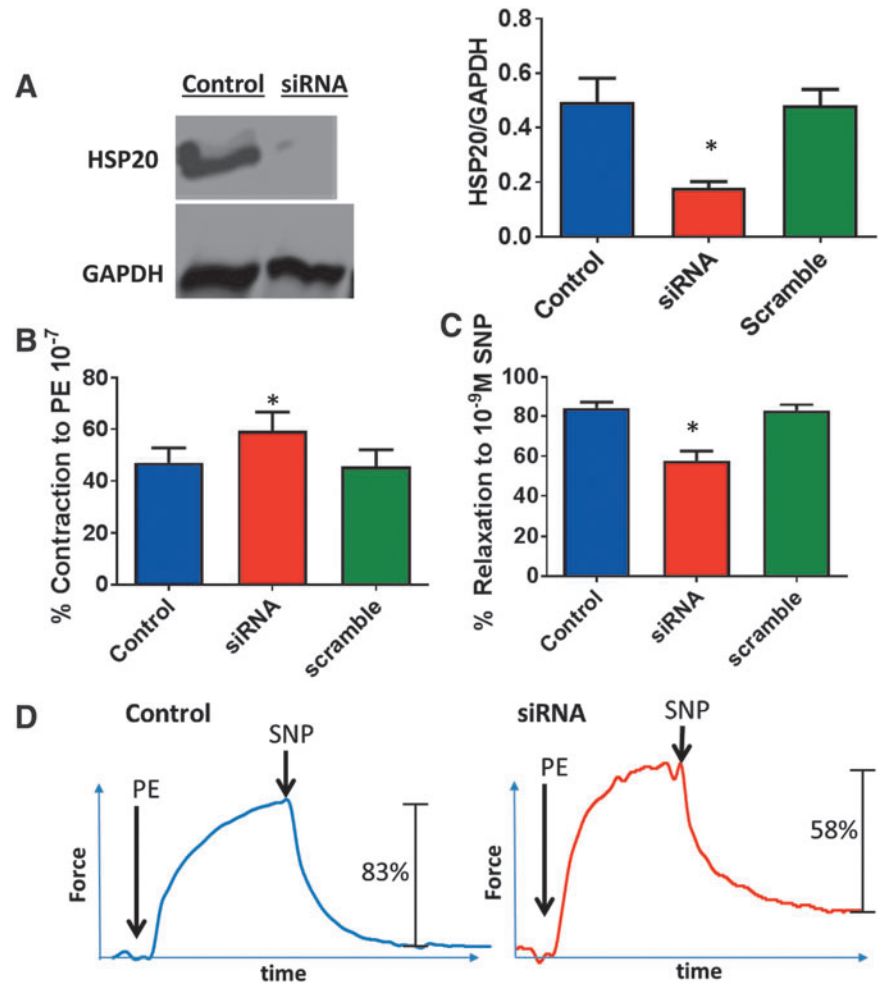 A
Control siRNA
HSP20
GAPDH
HSP20/GAPDH
0.8
0.6
0.4
0.2
0.0
*
Control
siRNA
Scramble
B
% Contraction to PE 10-7
80
60
40
20
0
*
Control
siRNA
scramble
C
% Relaxation to 10-9M SNP
100
80
60
40
20
0
*
Control
siRNA
scramble
D
Control
PE
SNP
83%
Force
time
siRNA
PE
SNP
58%
Force
time